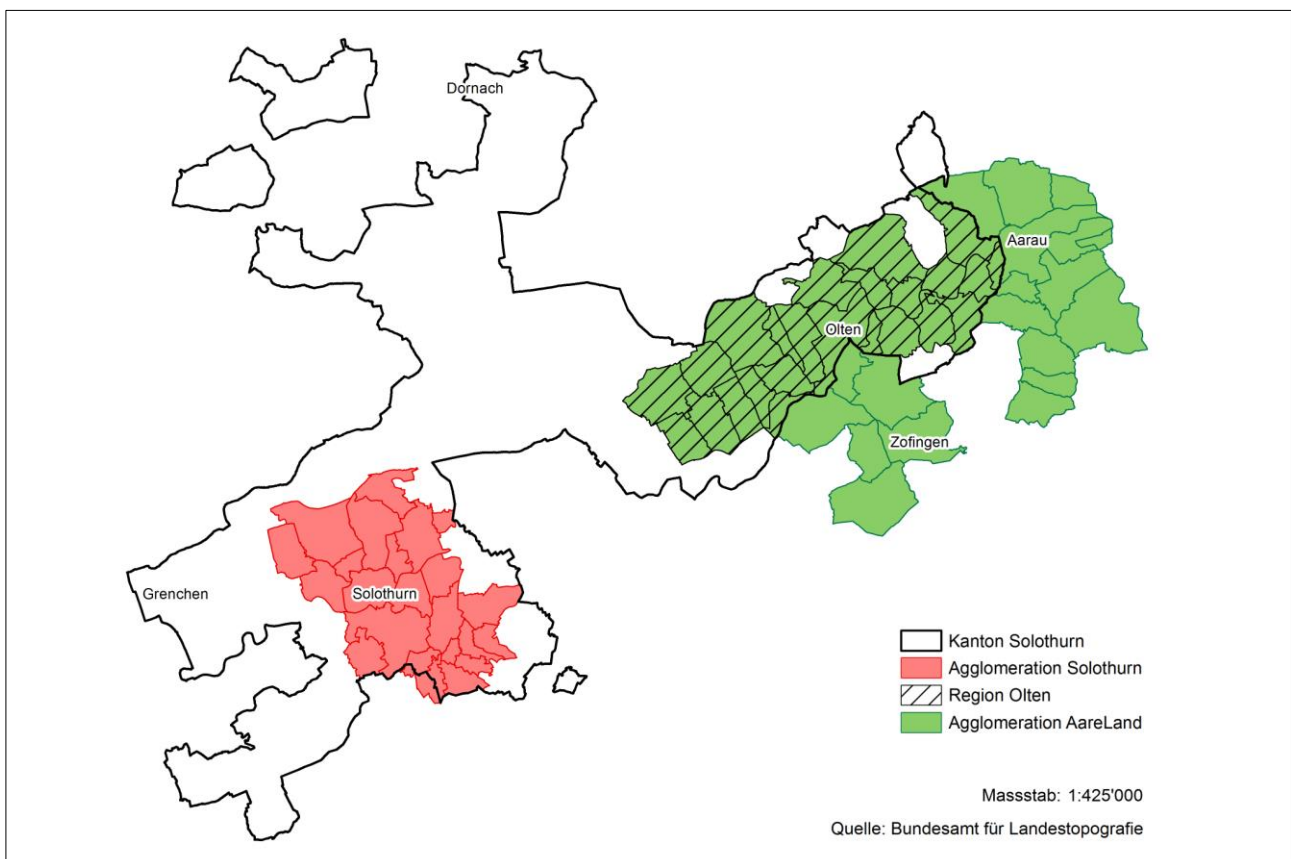 Dornach
Aarau
Olten
Zofingen
Grenchen
Solothurn
Kanton Solothurn
Agglomeration Solothurn
Region Olten
Agglomeration AareLand
Massstab: 1:425'000
Quelle: Bundesamt für Landestopografie